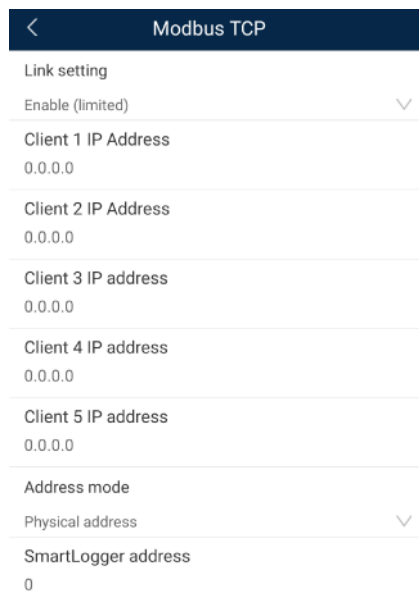 Modbus TCP
Link setting
Enable (limited)
Client 1 IP Address
0.0.0.0
Client 2 IP Address
0.0.0.0
Client 3 IP address
0.0.0.0
Client 4 IP address
0.0.0.0
Client 5 IP address
0.0.0.0
Address mode
Physical address
SmartLogger address
0